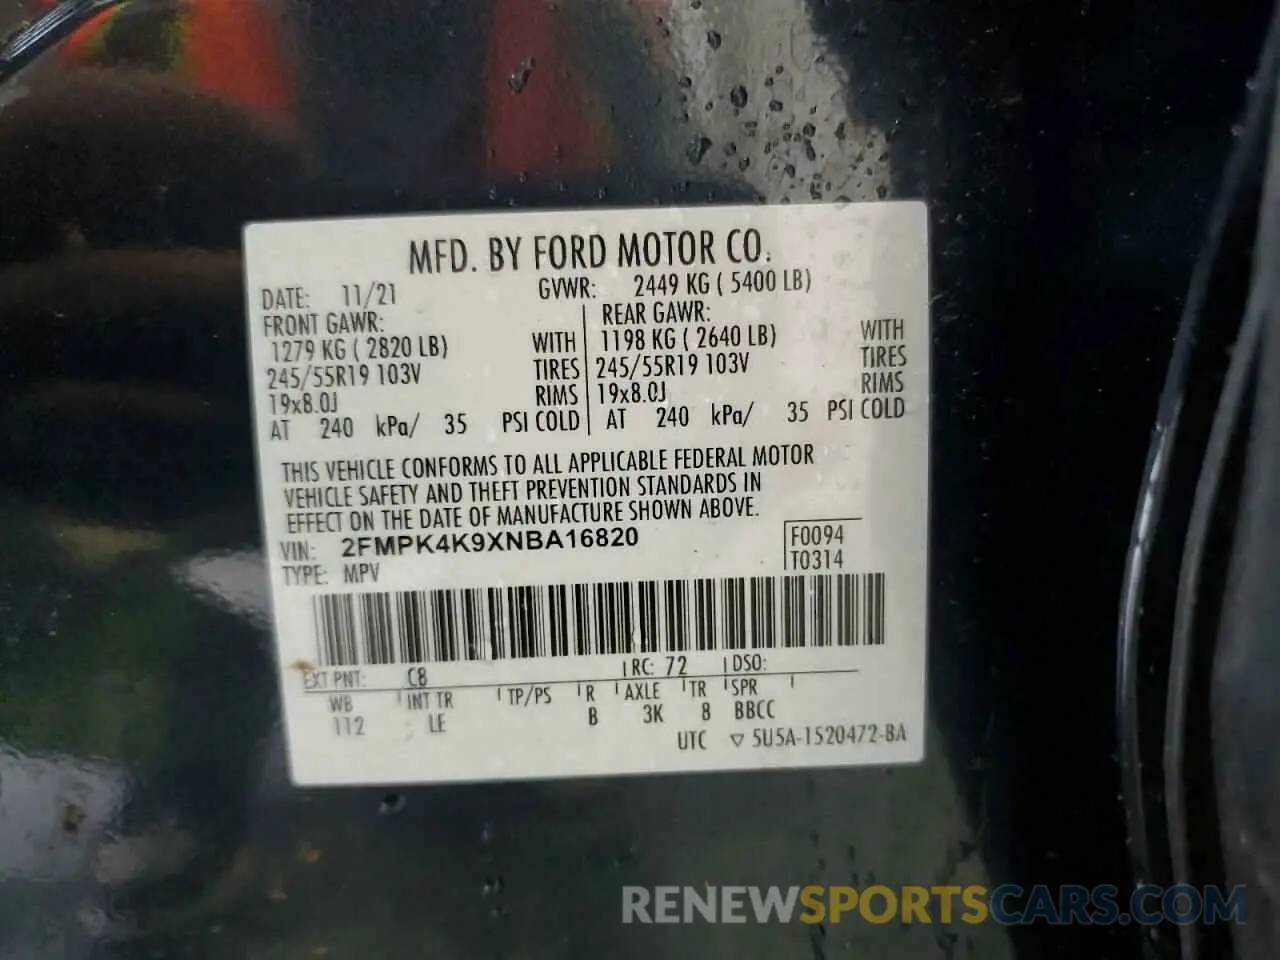 MFD. BY FORD MOTOR CO.
DATE: 11/21 GVWR: 2449 KG ( 5400 LB)
FRONT GAWR: REAR GAWR:
1279 KG ( 2820 LB) WITH 1198 KG ( 2640 LB) WITH
245/55R19 103V TIRES 245/55R19 103V TIRES
19x8.0J RIMS 19x8.0J RIMS
AT 240 kPa/ 35 PSI COLD AT 240 kPa/ 35 PSI COLD
THIS VEHICLE CONFORMS TO ALL APPLICABLE FEDERAL MOTOR
VEHICLE SAFETY AND THEFT PREVENTION STANDARDS IN
EFFECT ON THE DATE OF MANUFACTURE SHOWN ABOVE.
VIN: 2FMPK4K9XNBA16820 F0094
TYPE: MPV T0314
EXT PNT: C8 RC: 72 DSO:
WB INT TR TP/PS R AXLE TR SPR
112 LE B 3K 8 BBCC
UTC ▽ 5U5A-1520472-BA
RENEWSPORTSCARS.COM